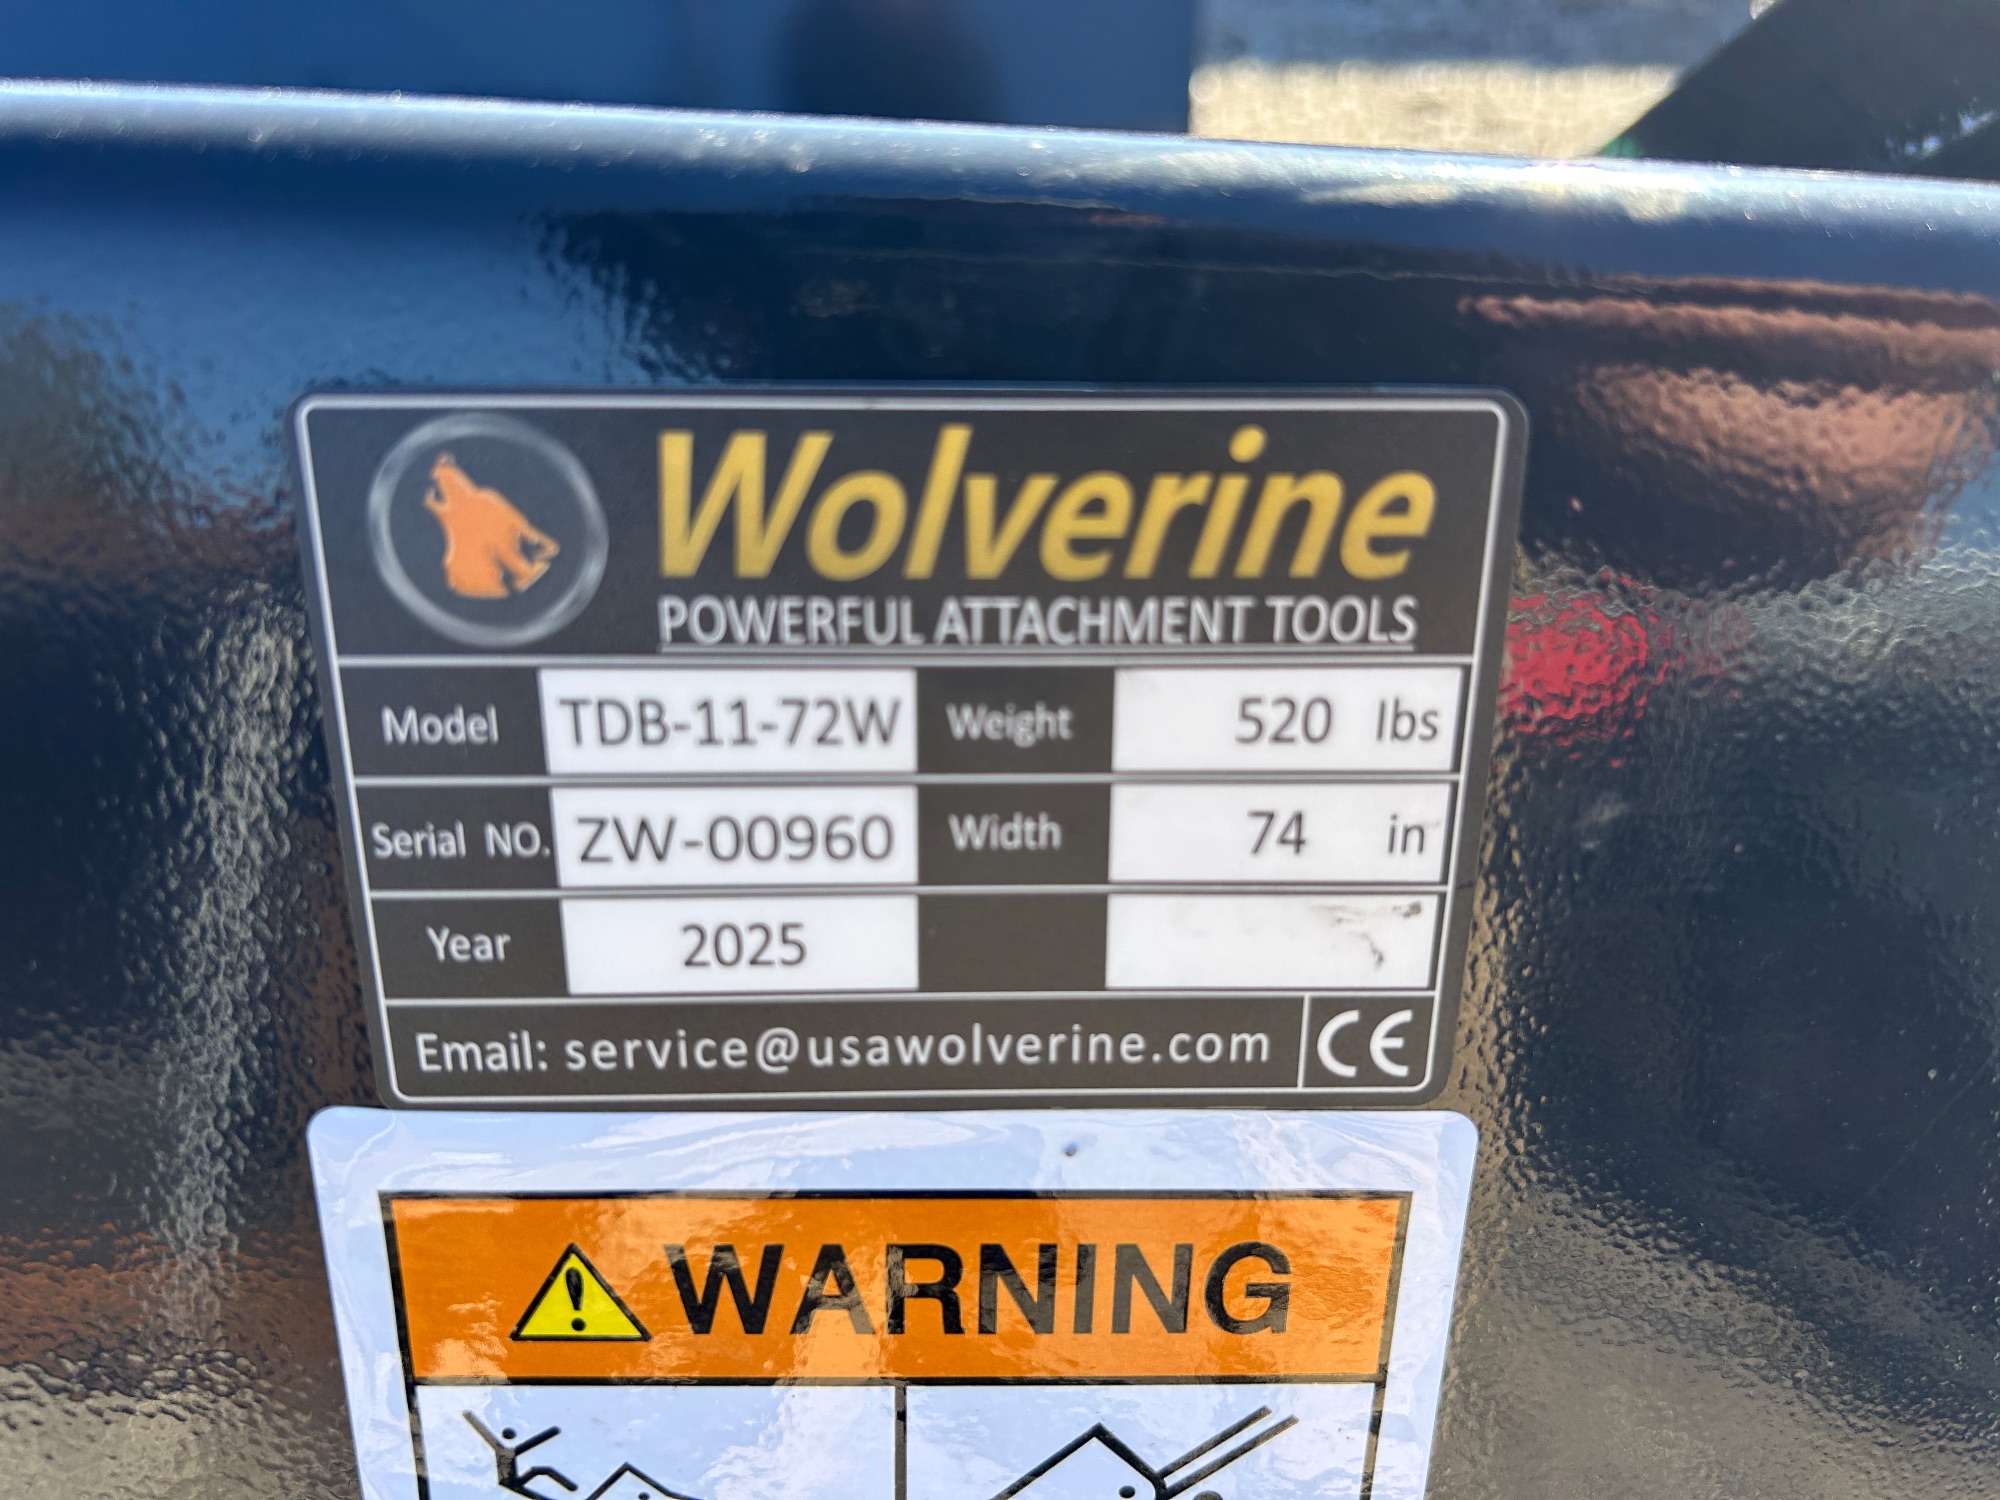 Wolverine
POWERFUL ATTACHMENT TOOLS
Model TDB-11-72W Weight 520 lbs
Serial NO. ZW-00960 Width 74 in
Year 2025
Email: service@usawolverine.com CE
WARNING